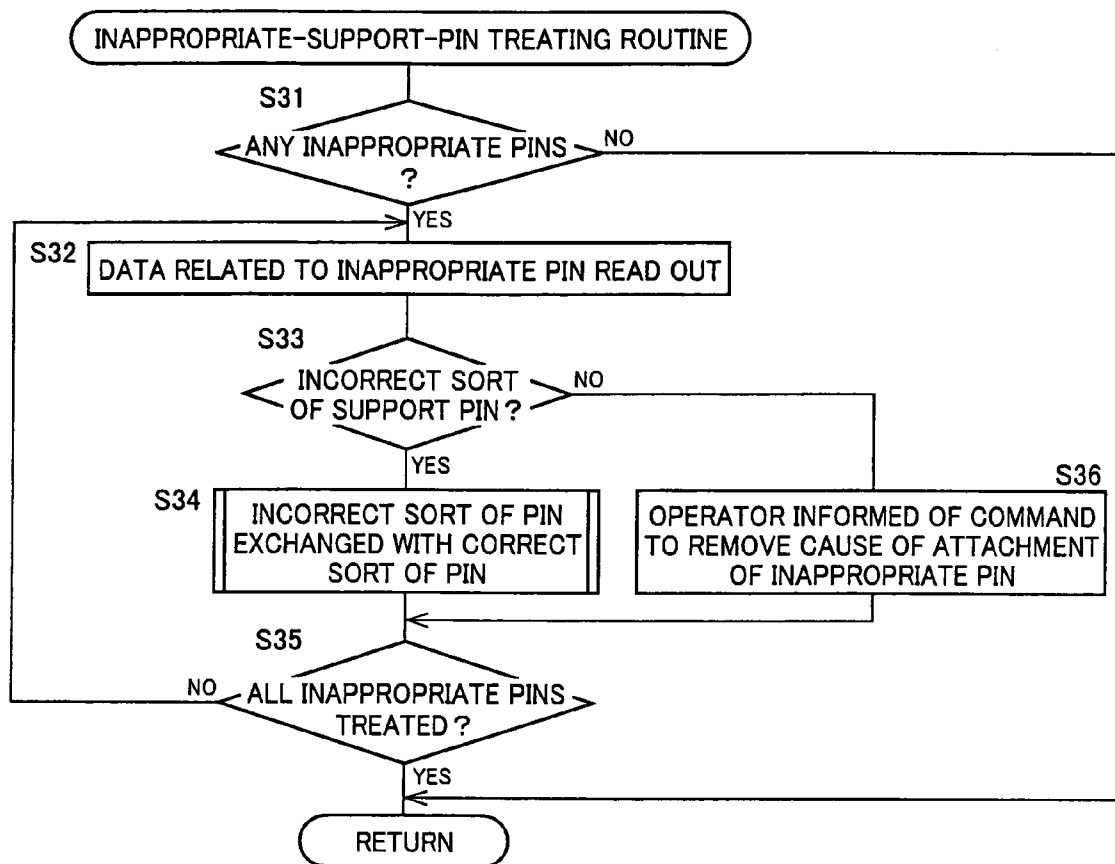 INAPPROPRIATE-SUPPORT-PIN TREATING ROUTINE
S31
ANY INAPPROPRIATE PINS
?
NO
YES
S32
DATA RELATED TO INAPPROPRIATE PIN READ OUT
S33
INCORRECT SORT
OF SUPPORT PIN?
NO
YES
S34
INCORRECT SORT OF PIN
EXCHANGED WITH CORRECT
SORT OF PIN
S36
OPERATOR INFORMED OF COMMAND
TO REMOVE CAUSE OF ATTACHMENT
OF INAPPROPRIATE PIN
S35
NO
ALL INAPPROPRIATE PINS
TREATED?
YES
RETURN